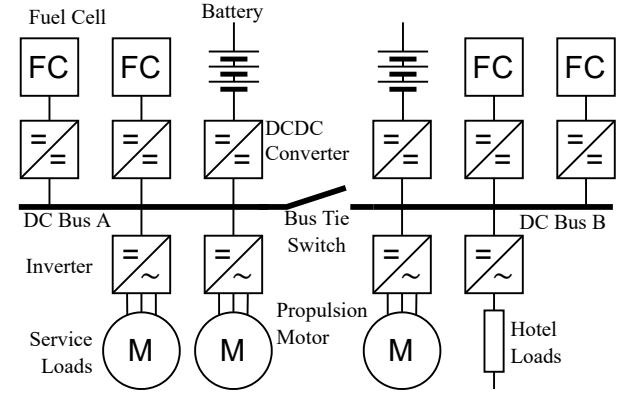 Battery
Fuel Cell
FC
FC
FC
FC
DCDC
Converter
DC Bus A
Bus Tie
Switch
DC Bus B
Inverter
Propulsion
Motor
Service
Loads
M
M
M
Hotel
Loads